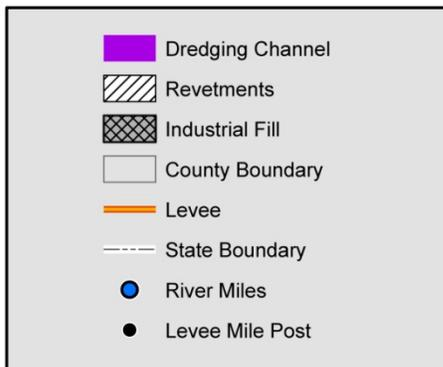 Dredging Channel
Revetments
Industrial Fill
County Boundary
Levee
State Boundary
River Miles
Levee Mile Post